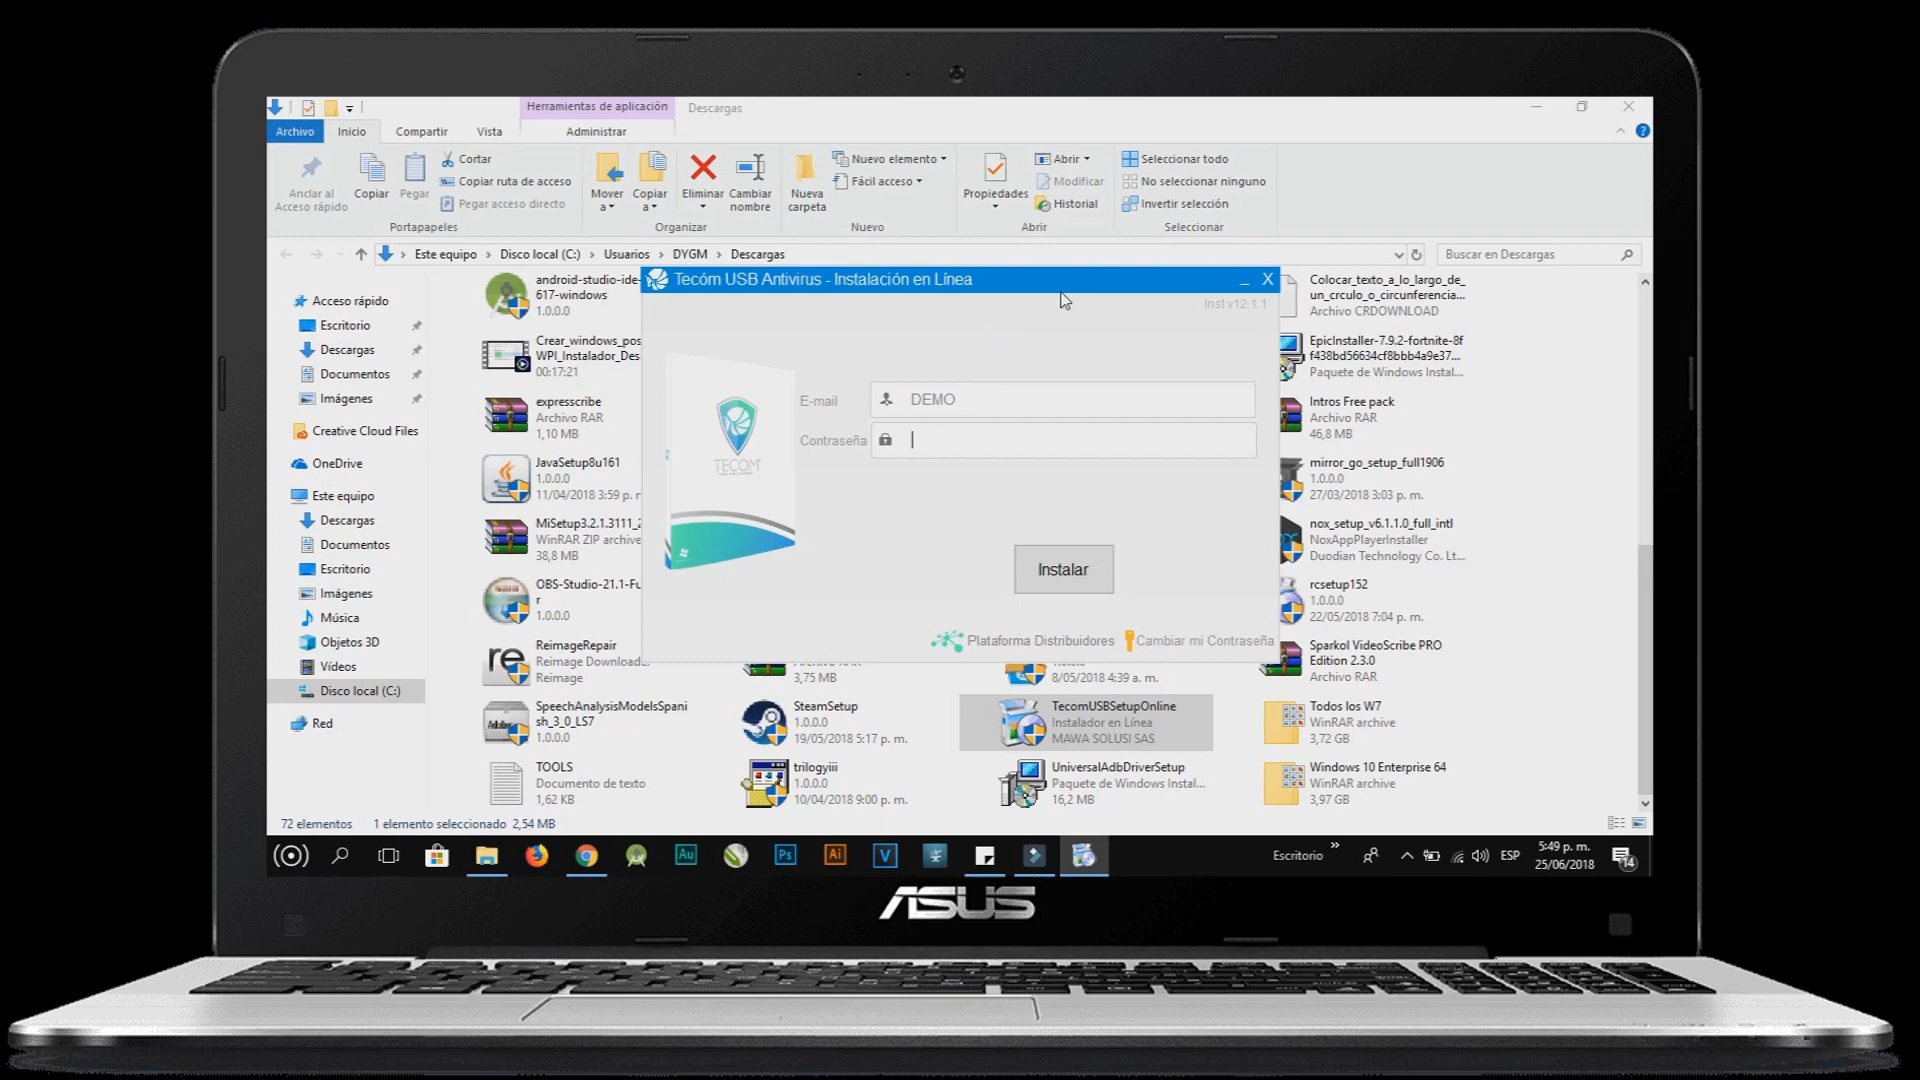 Herramientas de aplicación
Descargas
Archivo
Inicio
Compartir
Vista
Administrar
Anclar al
Acceso rápido
Copiar
Pegar
Cortar
Copiar ruta de acceso
Pegar acceso directo
Portapapeles
Mover
a
Copiar
a
Eliminar
Cambiar
nombre
Organizar
Nueva
carpeta
Nuevo elemento
Fácil acceso
Nuevo
Propiedades
Abrir
Modificar
Historial
Abrir
Seleccionar todo
No seleccionar ninguno
Invertir selección
Seleccionar
Este equipo > Disco local (C:) > Usuarios > DYGM > Descargas
Buscar en Descargas
Acceso rápido
Escritorio
Descargas
Documentos
Imágenes
Creative Cloud Files
OneDrive
Este equipo
Descargas
Documentos
Escritorio
Imágenes
Música
Objetos 3D
Vídeos
Disco local (C:)
Red
android-studio-ide-
617-windows
1.0.0.0
Crear_windows_pos
WPI_Instalador_Des
00:17:21
expresscribe
Archivo RAR
1,10 MB
JavaSetup8u161
1.0.0.0
11/04/2018 3:59 p. r
MiSetup3.2.1.3111_2
WinRAR ZIP archive
38,8 MB
OBS-Studio-21.1-Fu
r
1.0.0.0
ReimageRepair
Reimage Downloade
Reimage
SpeechAnalysisModelsSpani
sh_3_0_LS7
1.0.0.0
TOOLS
Documento de texto
1,62 KB
Tecóm USB Antivirus - Instalación en Línea
_ X
Inst v12.1.1
TECOM
E-mail
DEMO
Contraseña
Instalar
Plataforma Distribuidores
Cambiar mi Contraseña
3,75 MB
8/05/2018 4:39 a. m.
SteamSetup
1.0.0.0
19/05/2018 5:17 p. m.
trilogyiii
1.0.0.0
10/04/2018 9:00 p. m.
TecomUSBSetupOnline
Instalador en Línea
MAWA SOLUSI SAS
UniversalAdbDriverSetup
Paquete de Windows Instal...
16,2 MB
Colocar_texto_a_lo_largo_de_
un_crculo_o_circunferencia...
Archivo CRDOWNLOAD
EpicInstaller-7.9.2-fortnite-8f
f438bd56634cf8bbb4a9e37...
Paquete de Windows Instal...
Intros Free pack
Archivo RAR
46,8 MB
mirror_go_setup_full1906
1.0.0.0
27/03/2018 3:03 p. m.
nox_setup_v6.1.1.0_full_intl
NoxAppPlayerInstaller
Duodian Technology Co. Lt...
rcsetup152
1.0.0.0
22/05/2018 7:04 p. m.
Sparkol VideoScribe PRO
Edition 2.3.0
Archivo RAR
Todos los W7
WinRAR archive
3,72 GB
Windows 10 Enterprise 64
WinRAR archive
3,97 GB
72 elementos
1 elemento seleccionado 2,54 MB
Au
Ps
Ai
V
Escritorio
ESP
5:49 p. m.
25/06/2018
14
ASUS